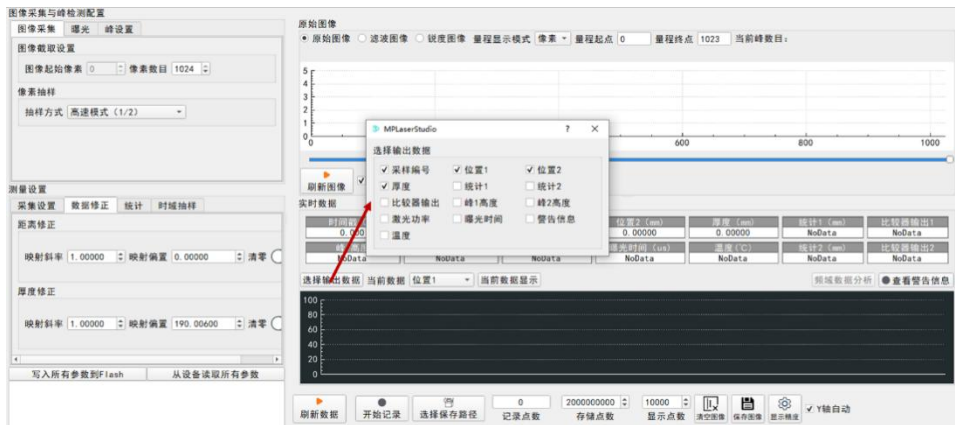 图像采集与峰检测配置
图像采集 曝光 峰设置
图像截取设置
图像起始像素 0 像素数目 1024
像素抽样
抽样方式 高速模式 (1/2)
测量设置
采集设置 数据修正 统计 时域抽样
距离修正
映射斜率 1.00000 映射偏置 0.00000 清零
厚度修正
映射斜率 1.00000 映射偏置 190.00600 清零
写入所有参数到Flash 从设备读取所有参数
原始图像
原始图像 滤波图像 锐度图像 量程显示模式 像素 量程起点 0 量程终点 1023 当前峰数目:
5
4
3
2
1
0
0 600 800 1000
MPLaserStudio ? ×
选择输出数据
采样编号 位置1 位置2
厚度 统计1 统计2
比较器输出 峰1高度 峰2高度
激光功率 曝光时间 警告信息
温度
刷新图像
实时数据
位置2 (mm) 厚度 (mm) 统计1 (mm) 比较器输出1
0.00000 0.00000 NoData NoData
曝光时间 (us) 温度(℃) 统计2 (mm) 比较器输出2
NoData NoData NoData NoData NoData NoData
选择输出数据 当前数据 位置1 当前数据显示 频域数据分析 查看警告信息
100
80
60
40
20
0
刷新数据 开始记录 选择保存路径 0 记录点数 2000000000 存储点数 10000 显示点数 清空图像 保存图像 显示精度 Y轴自动